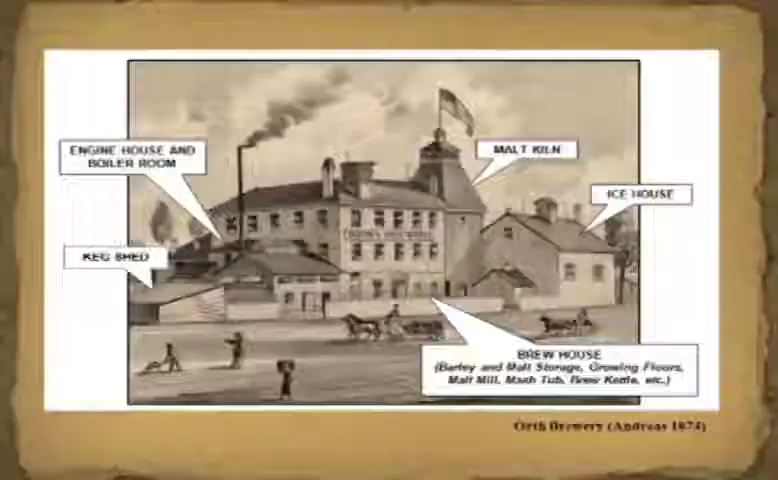 ENGINE HOUSE AND
BOILER ROOM
MALT KILN
ICE HOUSE
KEG SHED
BREW HOUSE
(Barley and Malt Storage, Growing Floors,
Malt Mill, Mash Tub, Brew Kettle, etc.)
Orth Brewery (Andreas 1874)